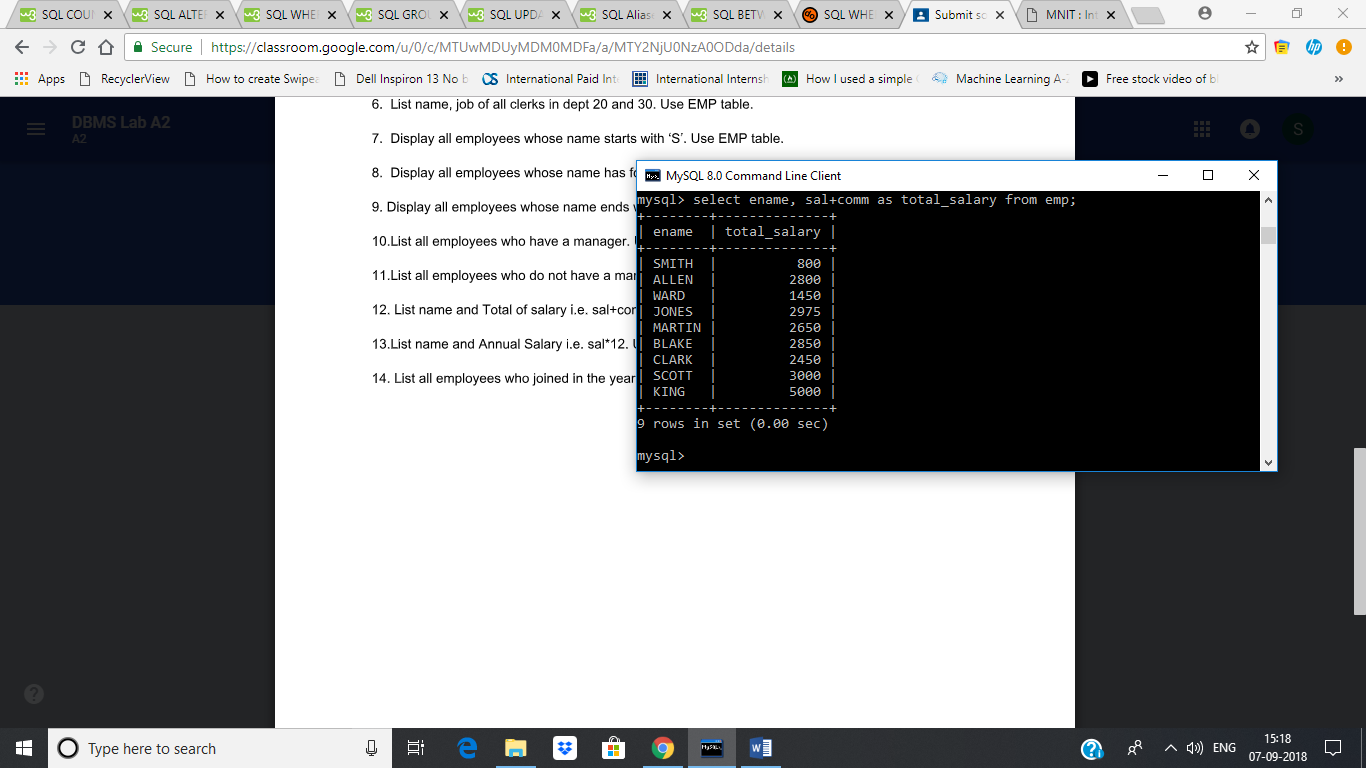 SQL COU
SQL ALTE
SQL WHE
SQL GRO
SQL UPDA
SQL Alias
SQL BETW
SQL WHE
Submit so
MNIT : Int
Secure
https://classroom.google.com/u/0/c/MTUwMDUyMDM0MDFa/a/MTY2NjU0NzA0ODda/details
Apps
RecyclerView
How to create Swipe
Dell Inspiron 13 No b
International Paid Int
International Internsh
How I used a simple
Machine Learning A-
Free stock video of b
»
DBMS Lab A2
A2
S
6. List name, job of all clerks in dept 20 and 30. Use EMP table.
7. Display all employees whose name starts with ‘S’. Use EMP table.
8. Display all employees whose name has fo
9. Display all employees whose name ends
10.List all employees who have a manager.
11.List all employees who do not have a ma
12. List name and Total of salary i.e. sal+co
13.List name and Annual Salary i.e. sal*12.
14. List all employees who joined in the year
MySQL 8.0 Command Line Client
mysql> select ename, sal+comm as total_salary from emp;
+--------+--------------+
| ename  | total_salary |
+--------+--------------+
| SMITH  |          800 |
| ALLEN  |         2800 |
| WARD   |         1450 |
| JONES  |         2975 |
| MARTIN |         2650 |
| BLAKE  |         2850 |
| CLARK  |         2450 |
| SCOTT  |         3000 |
| KING   |         5000 |
+--------+--------------+
9 rows in set (0.00 sec)
mysql>
Type here to search
ENG
15:18
07-09-2018